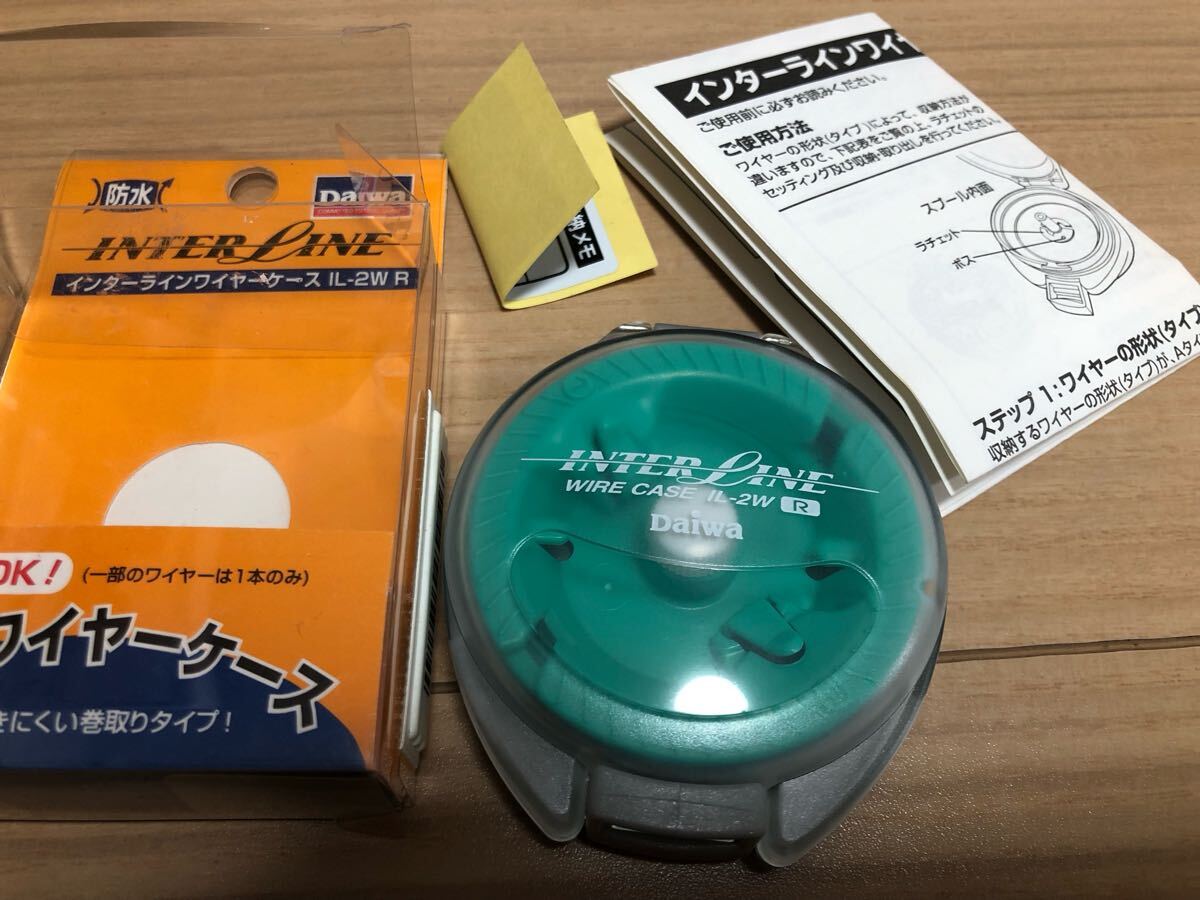 防水
Daiwa
INTER LINE
インターラインワイヤーケース IL-2W R
OK!
(一部のワイヤーは1本のみ)
ワイヤーケース
きにくい巻取りタイプ!
納メモ
インターラインワイヤ
ご使用前に必ずお読みください。
ご使用方法
ワイヤーの形状(タイプ)によって、収納方法が
違いますので、下記表をご覧の上、ラチェットの
セッティング及び収納・取り出しを行ってください。
スプール内面
ラチェット
ボス
ステップ1:ワイヤーの形状(タイプ
収納するワイヤーの形状(タイプ)が、Aタイ
INTER LINE
WIRE CASE IL-2W R
Daiwa